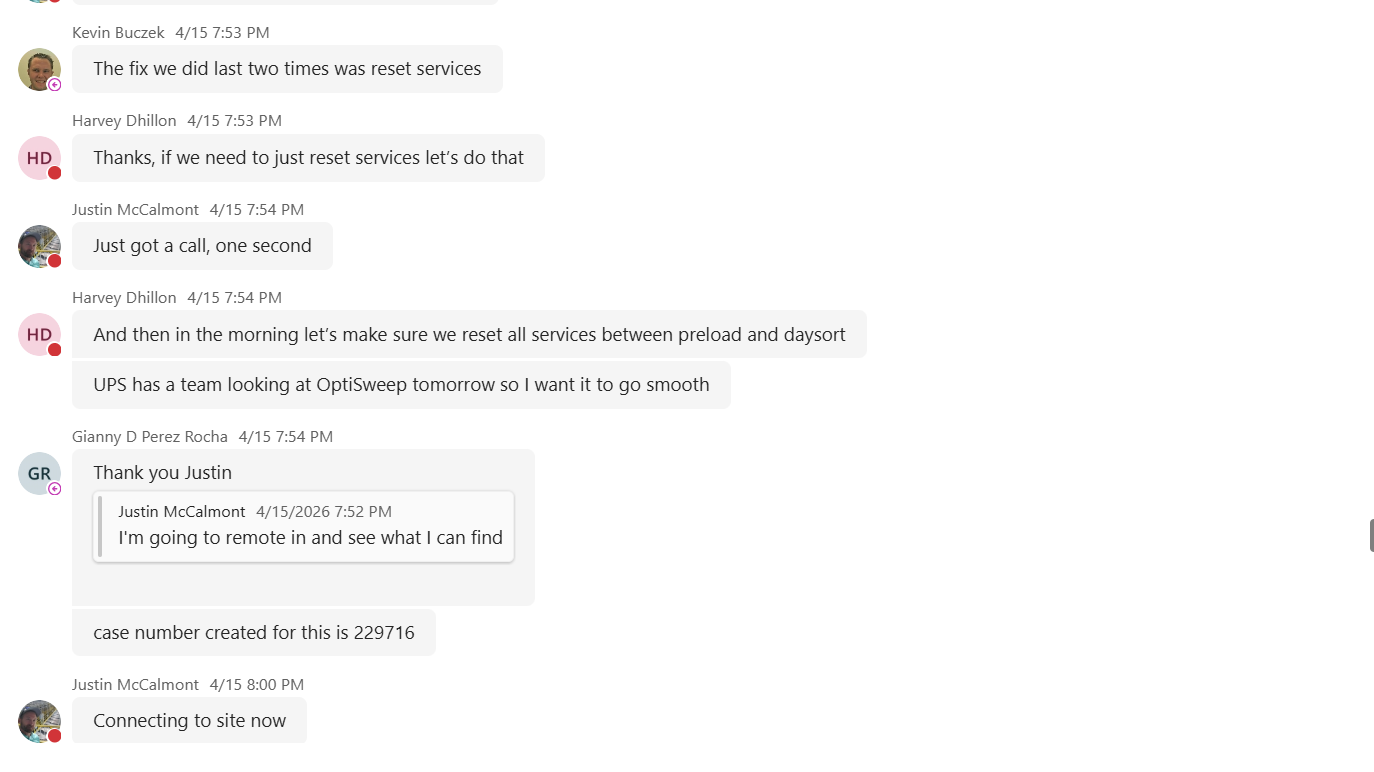 Kevin Buczek 4/15 7:53 PM
The fix we did last two times was reset services
Harvey Dhillon 4/15 7:53 PM
HD
Thanks, if we need to just reset services let’s do that
Justin McCalmont 4/15 7:54 PM
Just got a call, one second
Harvey Dhillon 4/15 7:54 PM
HD
And then in the morning let’s make sure we reset all services between preload and daysort
UPS has a team looking at OptiSweep tomorrow so I want it to go smooth
Gianny D Perez Rocha 4/15 7:54 PM
GR
Thank you Justin
Justin McCalmont 4/15/2026 7:52 PM
I'm going to remote in and see what I can find
case number created for this is 229716
Justin McCalmont 4/15 8:00 PM
Connecting to site now